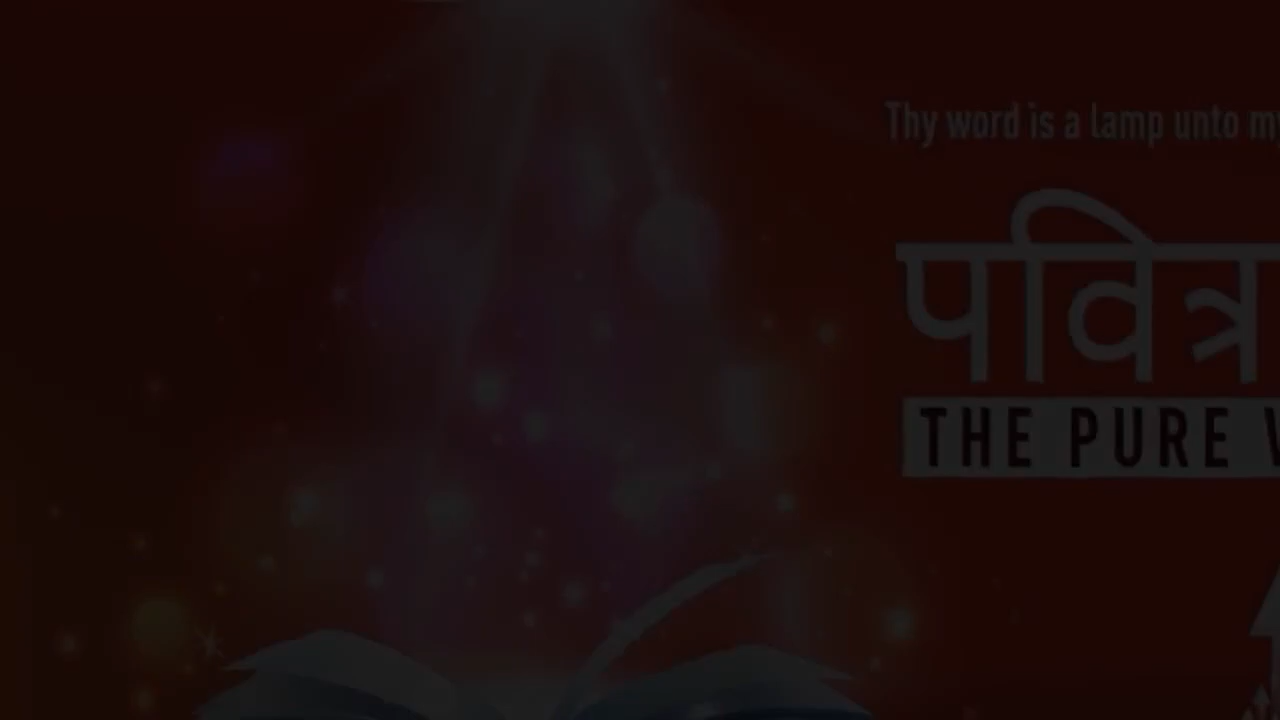 Thy word is a lamp unto
पवित्र
THE PURE